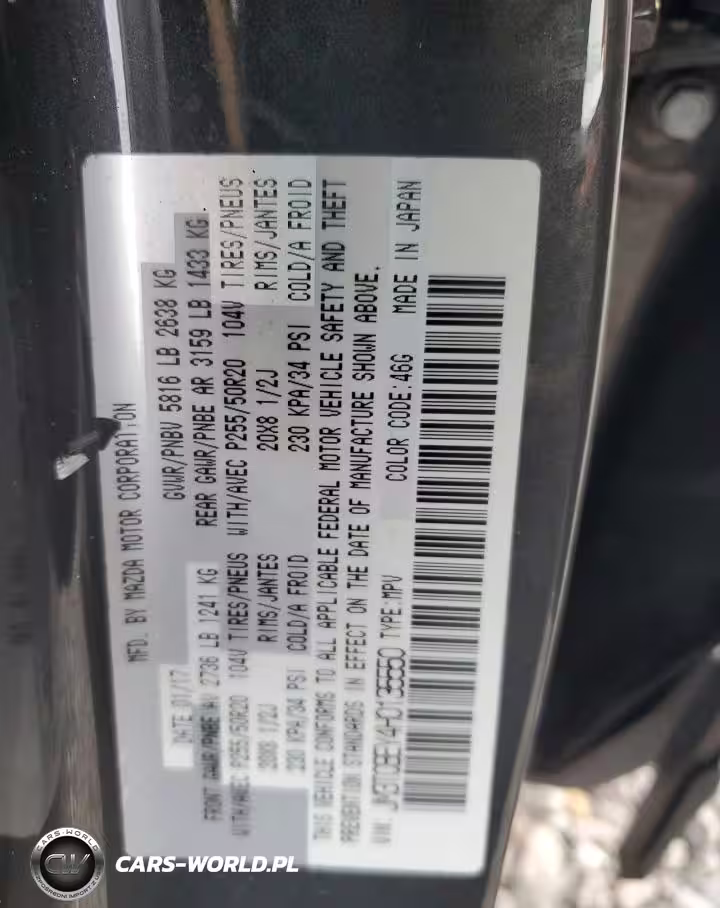 MFD. BY MAZDA MOTOR CORPORATION
DATE 01/17 GVWR/PNBV 5816 LB 2638 KG
FRONT GAWR/PNBE AV 2736 LB 1241 KG REAR GAWR/PNBE AR 3159 LB 1433 KG
WITH/AVEC P255/50R20 104V TIRES/PNEUS WITH/AVEC P255/50R20 104V TIRES/PNEUS
20X8 1/2J RIMS/JANTES 20X8 1/2J RIMS/JANTES
230 KPA/34 PSI COLD/A FROID 230 KPA/34 PSI COLD/A FROID
THIS VEHICLE CONFORMS TO ALL APPLICABLE FEDERAL MOTOR VEHICLE SAFETY AND THEFT
PREVENTION STANDARDS IN EFFECT ON THE DATE OF MANUFACTURE SHOWN ABOVE.
VIN: TYPE:MPV COLOR CODE:46G MADE IN JAPAN
CARS-WORLD
CW
CARS-WORLD.PL